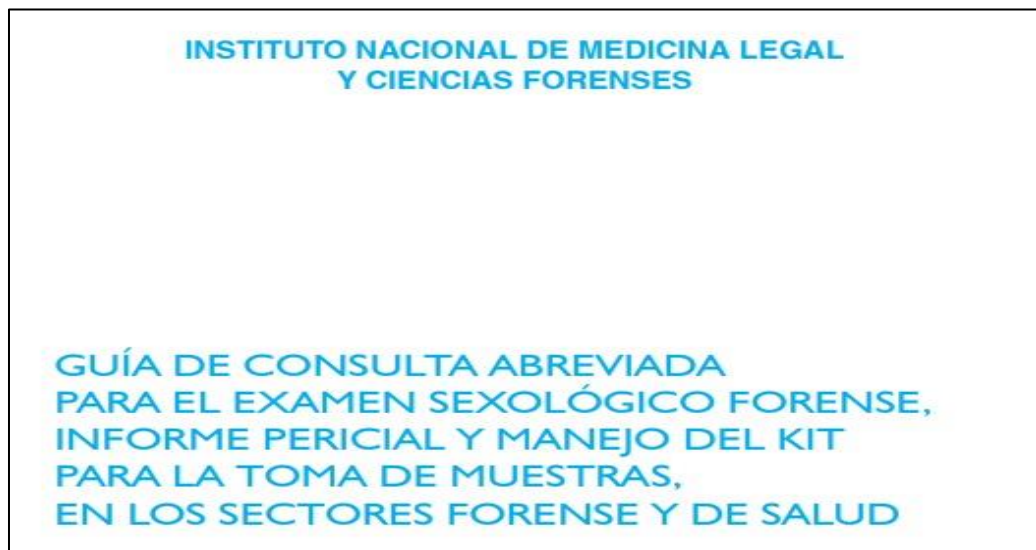 INSTITUTO NACIONAL DE MEDICINA LEGAL
Y CIENCIAS FORENSES
GUÍA DE CONSULTA ABREVIADA
PARA EL EXAMEN SEXOLÓGICO FORENSE,
INFORME PERICIAL Y MANEJO DEL KIT
PARA LA TOMA DE MUESTRAS,
EN LOS SECTORES FORENSE Y DE SALUD